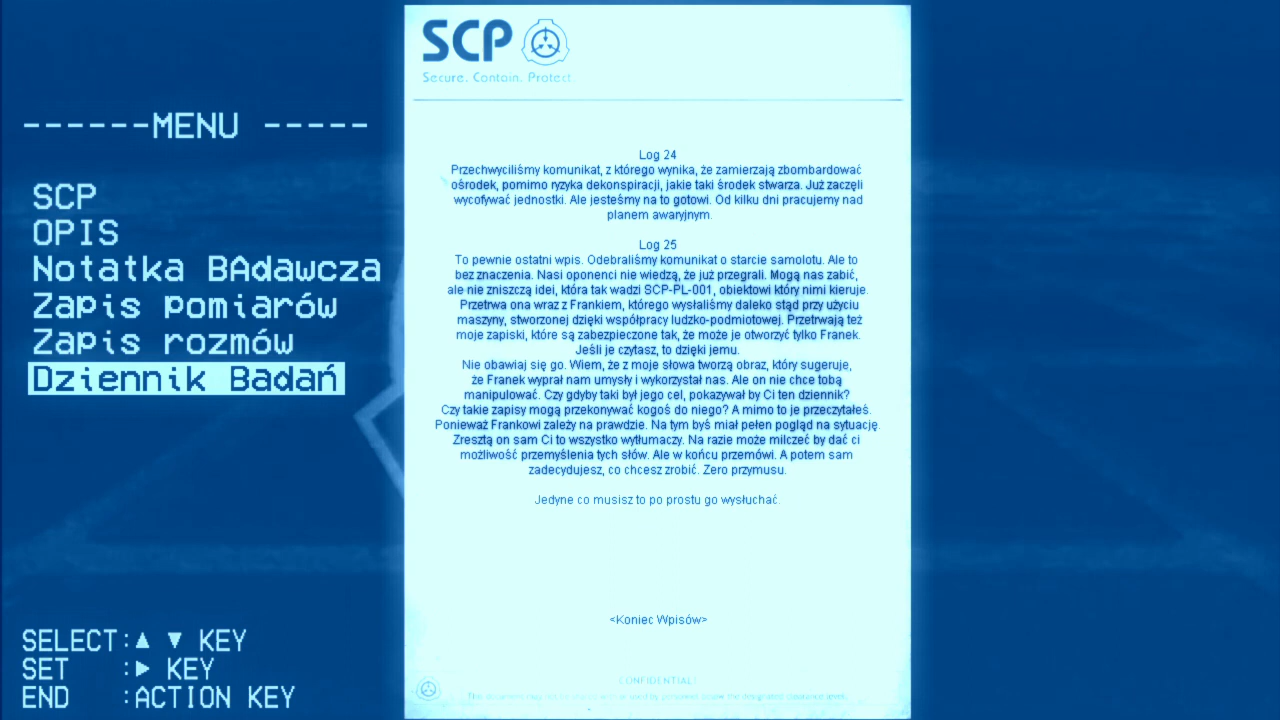 ------MENU -----
SCP
OPIS
Notatka BAdawcza
Zapis pomiarów
Zapis rozmów
Dziennik Badań
SELECT:▲ ▼ KEY
SET :► KEY
END :ACTION KEY
SCP
Secure. Contain. Protect.
Log 24
Przechwyciliśmy komunikat, z którego wynika, że zamierzają zbombardować
ośrodek, pomimo ryzyka dekonspiracji, jakie taki środek stwarza. Już zaczęli
wycofywać jednostki. Ale jesteśmy na to gotowi. Od kilku dni pracujemy nad
planem awaryjnym.
Log 25
To pewnie ostatni wpis. Odebraliśmy komunikat o starcie samolotu. Ale to
bez znaczenia. Nasi oponenci nie wiedzą, że już przegrali. Mogą nas zabić,
ale nie zniszczą idei, która tak wadzi SCP-PL-001, obiektowi który nimi kieruje.
Przetrwa ona wraz z Frankiem, którego wysłaliśmy daleko stąd przy użyciu
maszyny, stworzonej dzięki współpracy ludzko-podmiotowej. Przetrwają też
moje zapiski, które są zabezpieczone tak, że może je otworzyć tylko Franek.
Jeśli je czytasz, to dzięki jemu.
Nie obawiaj się go. Wiem, że z moje słowa tworzą obraz, który sugeruje,
że Franek wyprał nam umysły i wykorzystał nas. Ale on nie chce tobą
manipulować. Czy gdyby taki był jego cel, pokazywał by Ci ten dziennik?
Czy takie zapisy mogą przekonywać kogoś do niego? A mimo to je przeczytałeś.
Ponieważ Frankowi zależy na prawdzie. Na tym byś miał pełen pogląd na sytuację.
Zresztą on sam Ci to wszystko wytłumaczy. Na razie może milczeć by dać ci
możliwość przemyślenia tych słów. Ale w końcu przemówi. A potem sam
zadecydujesz, co chcesz zrobić. Zero przymusu.
Jedyne co musisz to po prostu go wysłuchać.
<Koniec Wpisów>
CONFIDENTIAL!